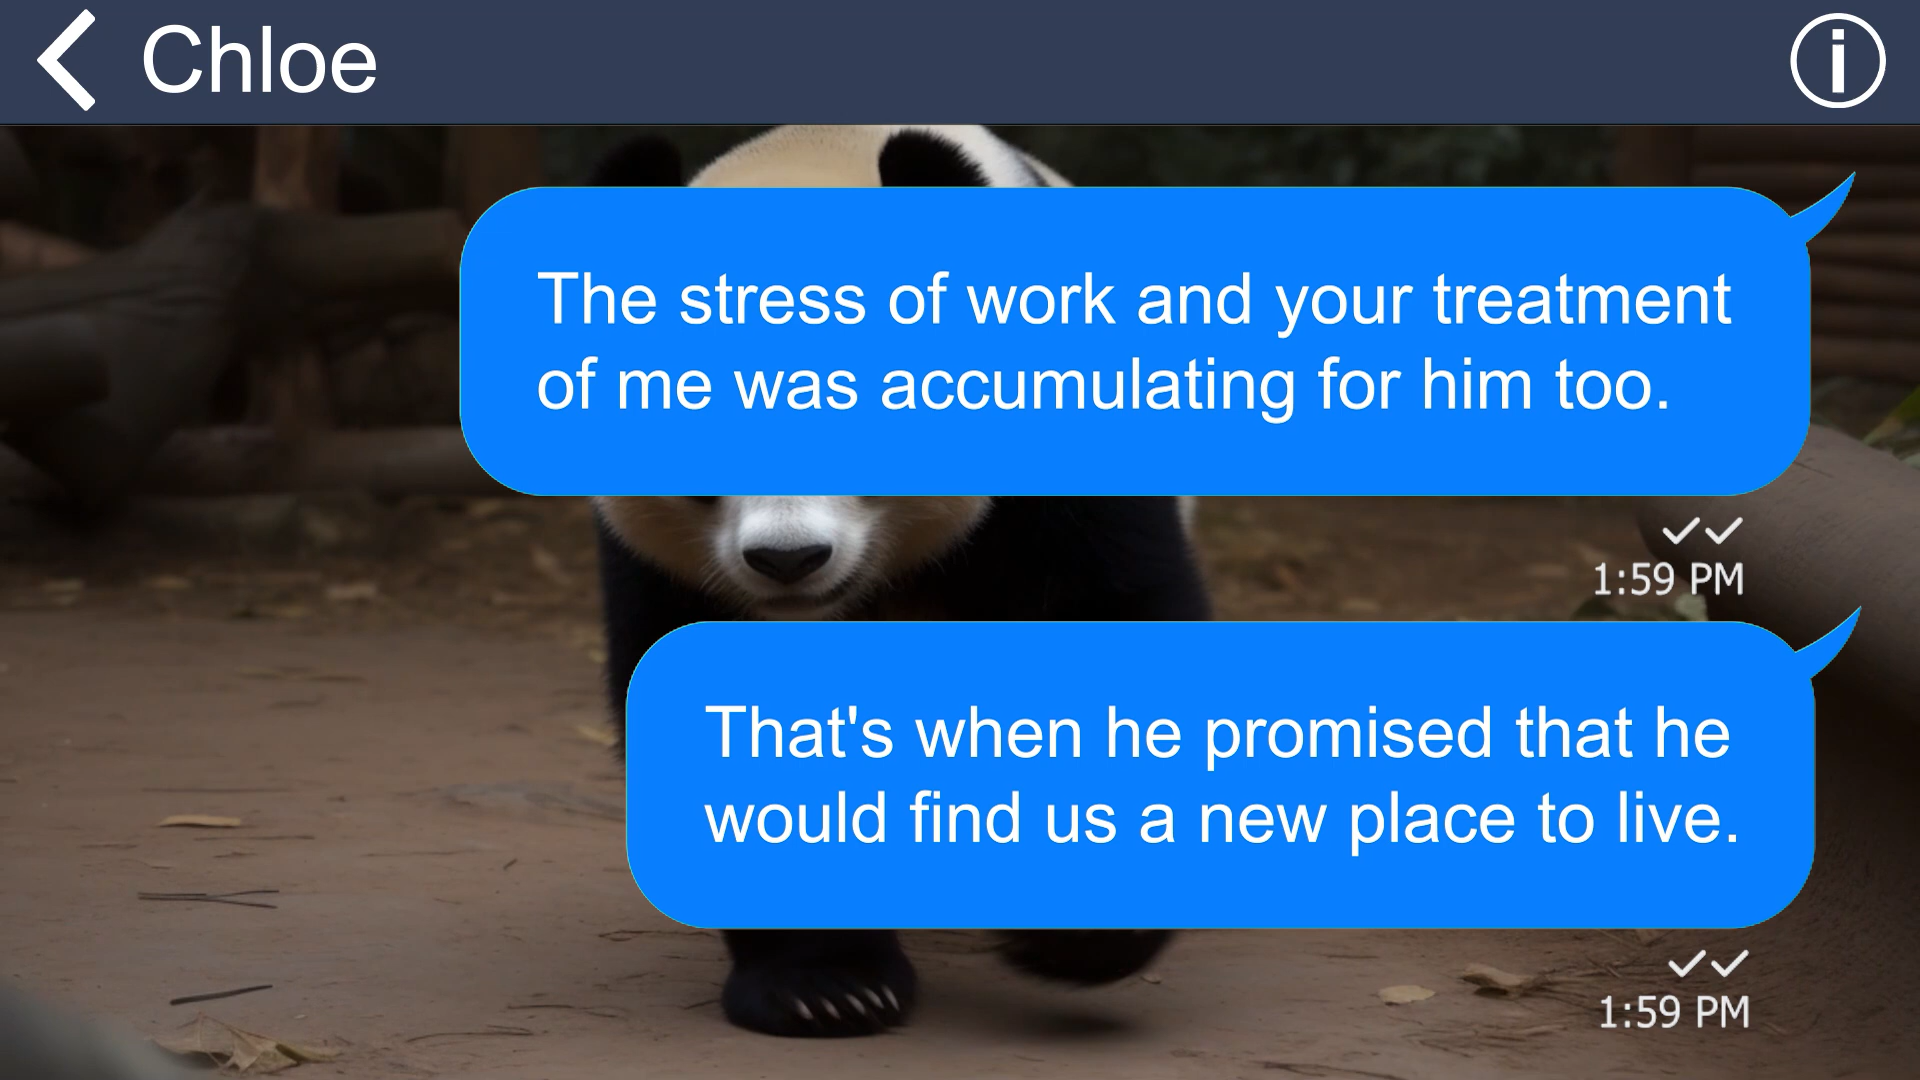 Chloe
The stress of work and your treatment
of me was accumulating for him too.
1:59 PM
That's when he promised that he
would find us a new place to live.
1:59 PM